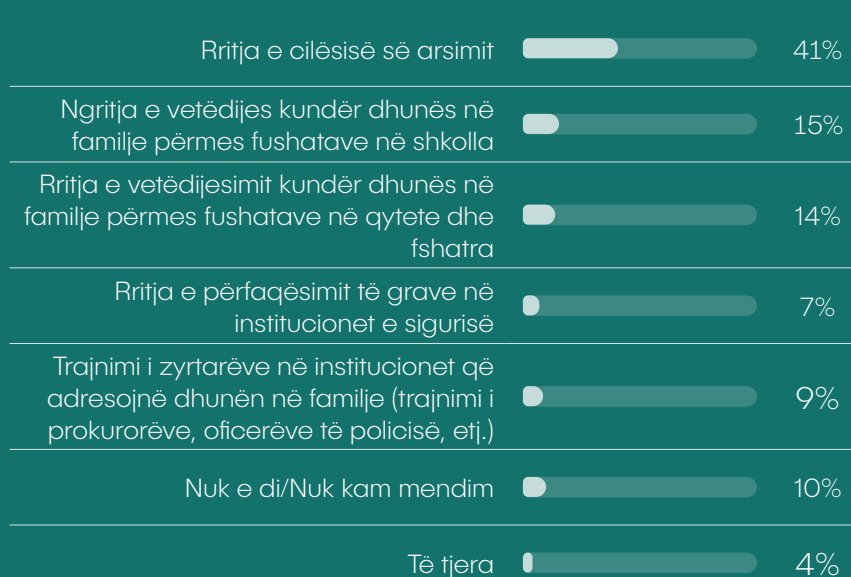 Rritja e cilësisë së arsimit 41%
Ngritja e vetëdijes kundër dhunës në
familje përmes fushatave në shkolla 15%
Rritja e vetëdijesimit kundër dhunës në
familje përmes fushatave në qytete dhe 14%
fshatra
Rritja e përfaqësimit të grave në
institucionet e sigurisë 7%
Trajnimi i zyrtarëve në institucionet që
adresojnë dhunën në familje (trajnimi i 9%
prokurorëve, oficerëve të policisë, etj.)
Nuk e di/Nuk kam mendim 10%
Të tjera 4%